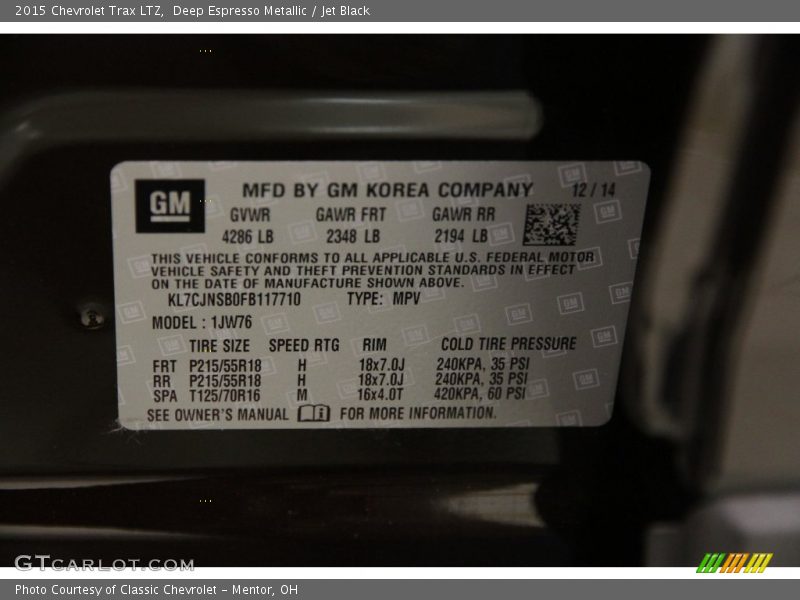 2015 Chevrolet Trax LTZ,  Deep Espresso Metallic / Jet Black
GM MFD BY GM KOREA COMPANY 12 / 14
GVWR GAWR FRT GAWR RR
4286 LB 2348 LB 2194 LB
THIS VEHICLE CONFORMS TO ALL APPLICABLE U.S. FEDERAL MOTOR
VEHICLE SAFETY AND THEFT PREVENTION STANDARDS IN EFFECT
ON THE DATE OF MANUFACTURE SHOWN ABOVE.
KL7CJNSB0FB117710 TYPE: MPV
MODEL : 1JW76
TIRE SIZE SPEED RTG RIM COLD TIRE PRESSURE
FRT P215/55R18 H 18x7.0J 240KPA, 35 PSI
RR P215/55R18 H 18x7.0J 240KPA, 35 PSI
SPA T125/70R16 M 16x4.0T 420KPA, 60 PSI
SEE OWNER'S MANUAL FOR MORE INFORMATION.
GTCARLOT.COM
Photo Courtesy of Classic Chevrolet – Mentor, OH